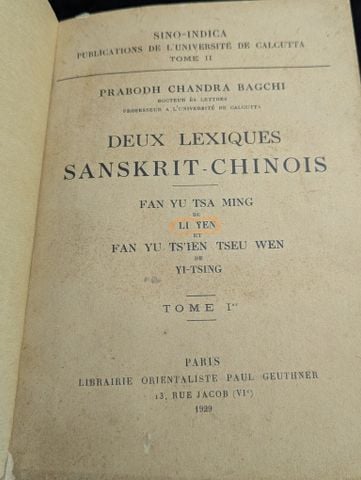 SINO-INDICA
PUBLICATIONS DE L'UNIVERSITÉ DE CALCUTTA
TOME II
PRABODH CHANDRA BAGCHI
DOCTEUR ÈS LETTRES
PROFESSEUR A L'UNIVERSITÉ DE CALCUTTA
DEUX LEXIQUES
SANSKRIT-CHINOIS
FAN YU TSA MING
DE
LI YEN
ET
FAN YU TS'IEN TSEU WEN
DE
YI-TSING
TOME Ier
PARIS
LIBRAIRIE ORIENTALISTE PAUL GEUTHNER
13, RUE JACOB (VIe)
1929